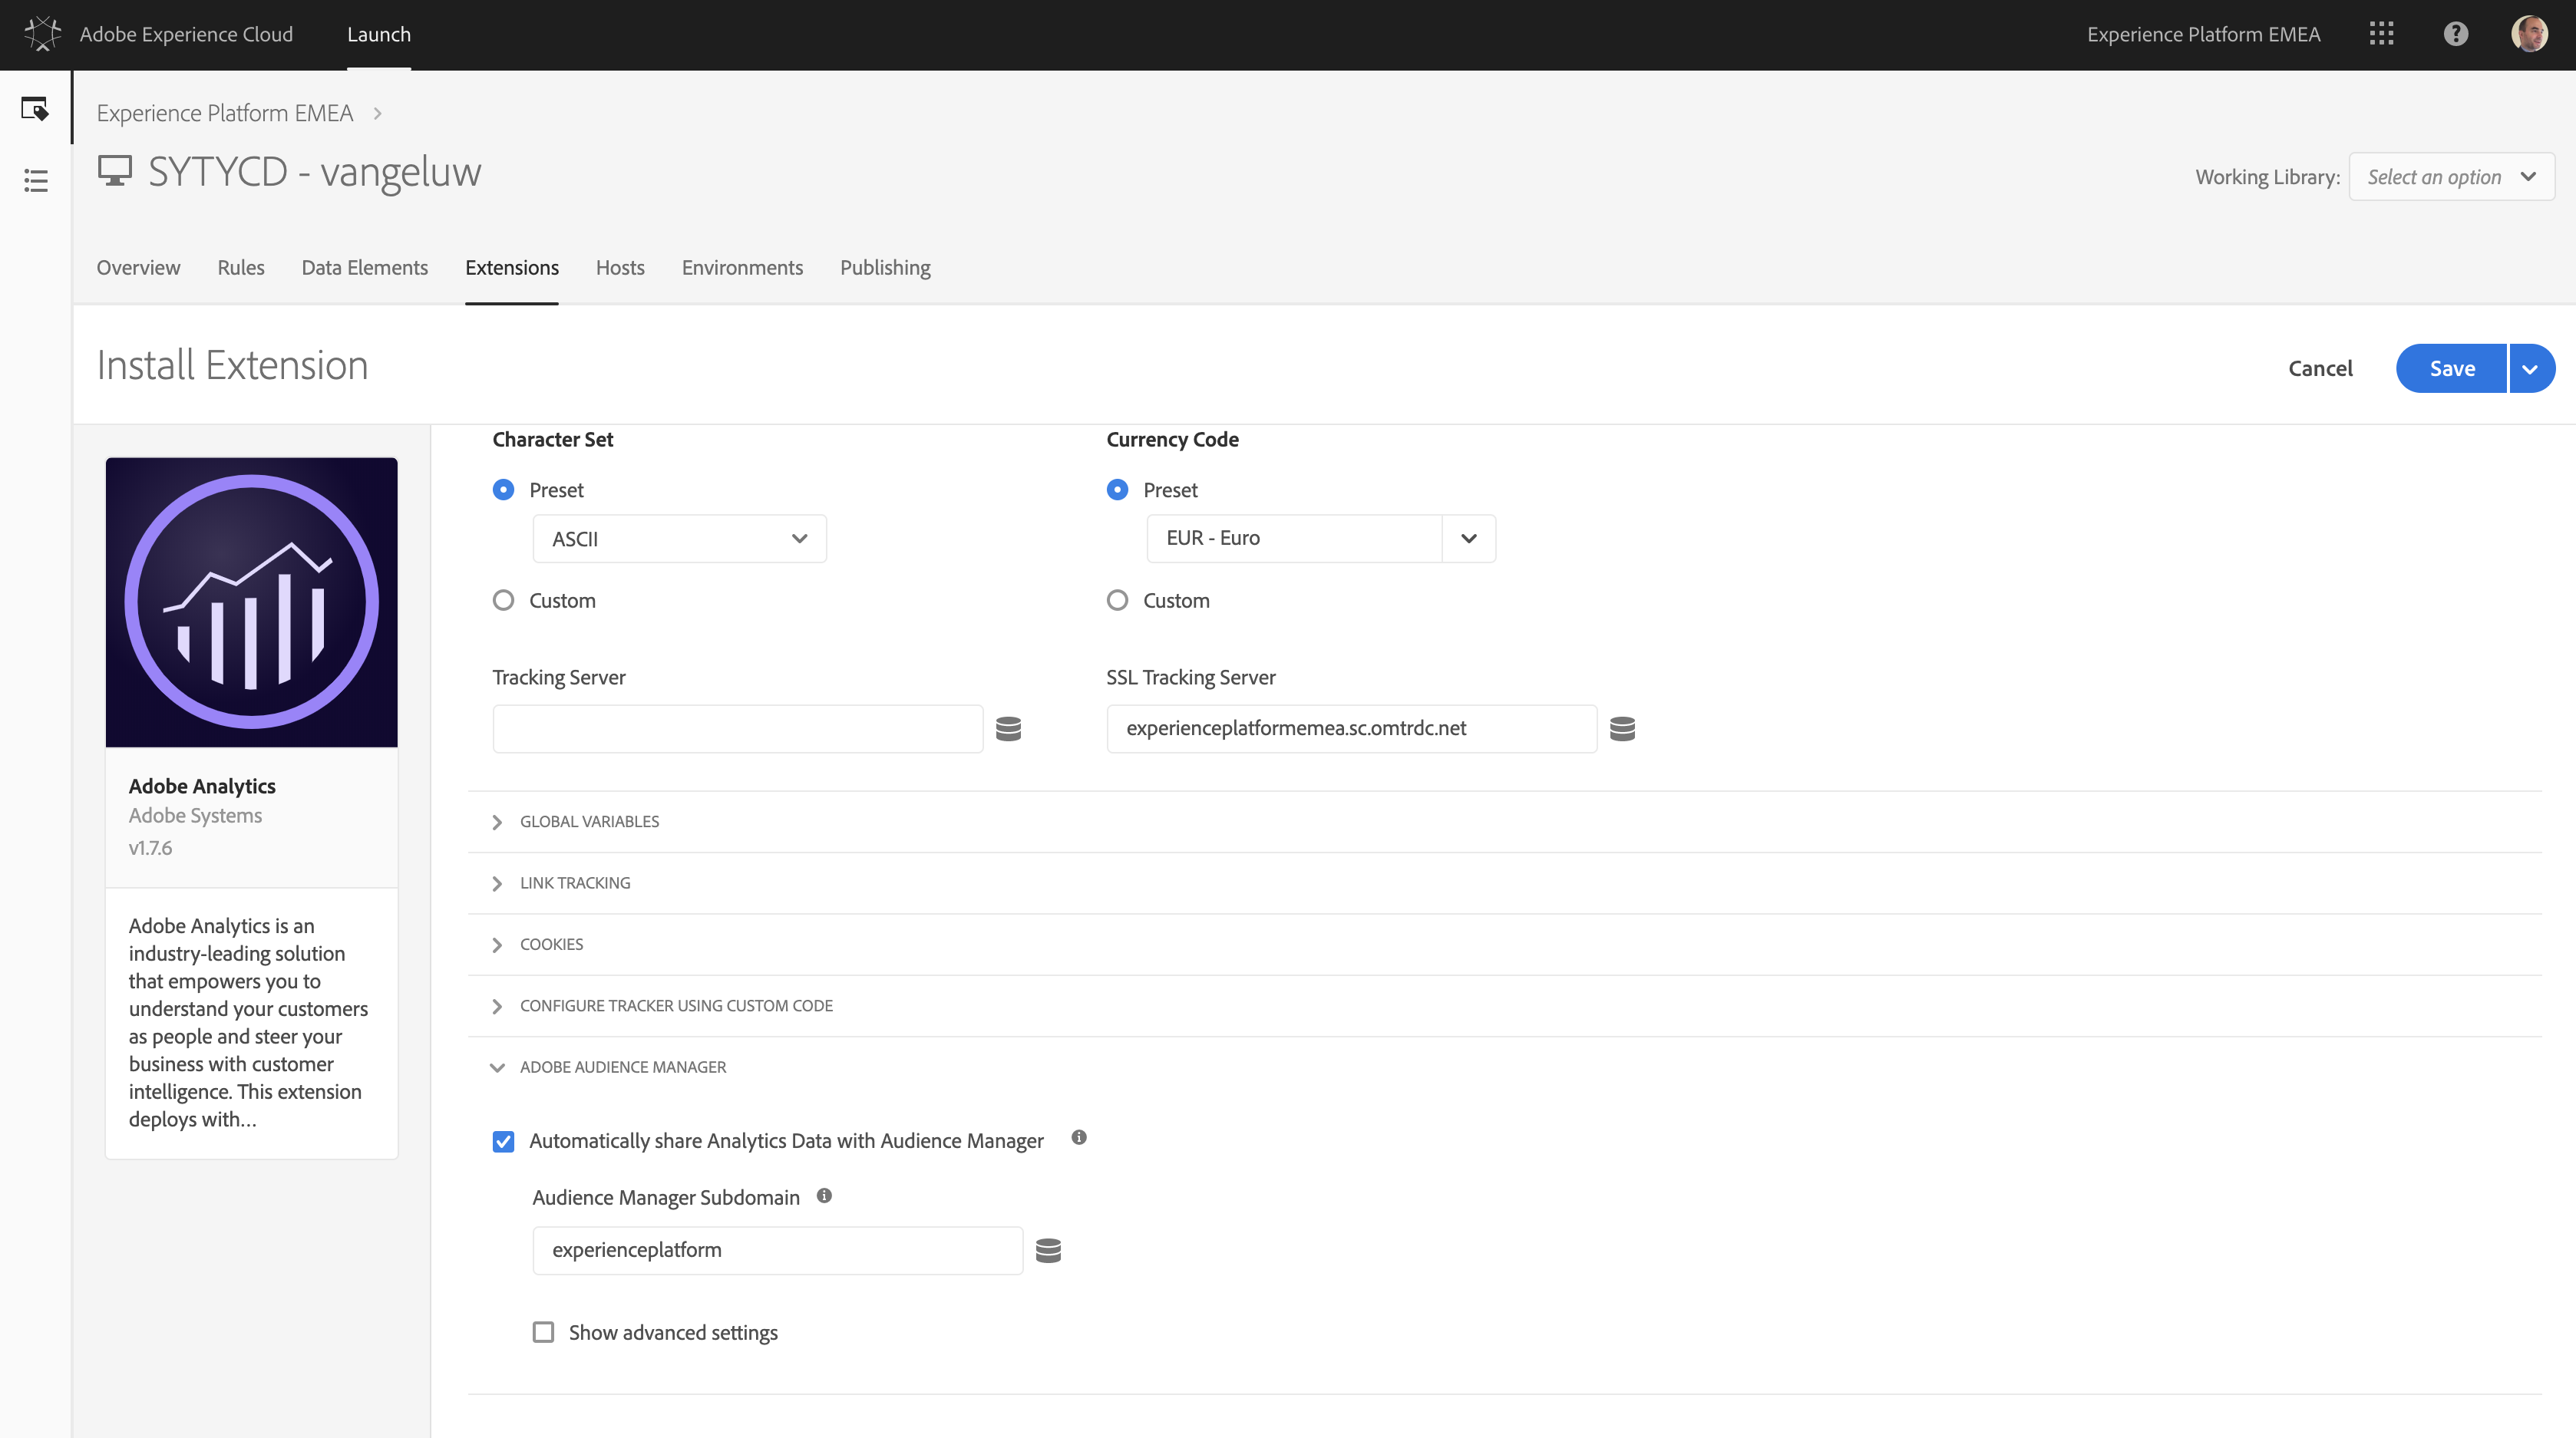 Adobe Experience Cloud
Launch
Experience Platform EMEA
Experience Platform EMEA
SYTYCD - vangeluw
Working Library:
Select an option
Overview
Rules
Data Elements
Extensions
Hosts
Environments
Publishing
Install Extension
Cancel
Save
Adobe Analytics
Adobe Systems
v1.7.6
Adobe Analytics is an
industry-leading solution
that empowers you to
understand your customers
as people and steer your
business with customer
intelligence. This extension
deploys with...
Character Set
Preset
ASCII
Custom
Currency Code
Preset
EUR - Euro
Custom
Tracking Server
SSL Tracking Server
experienceplatformemea.sc.omtrdc.net
GLOBAL VARIABLES
LINK TRACKING
COOKIES
CONFIGURE TRACKER USING CUSTOM CODE
ADOBE AUDIENCE MANAGER
Automatically share Analytics Data with Audience Manager
Audience Manager Subdomain
experienceplatform
Show advanced settings